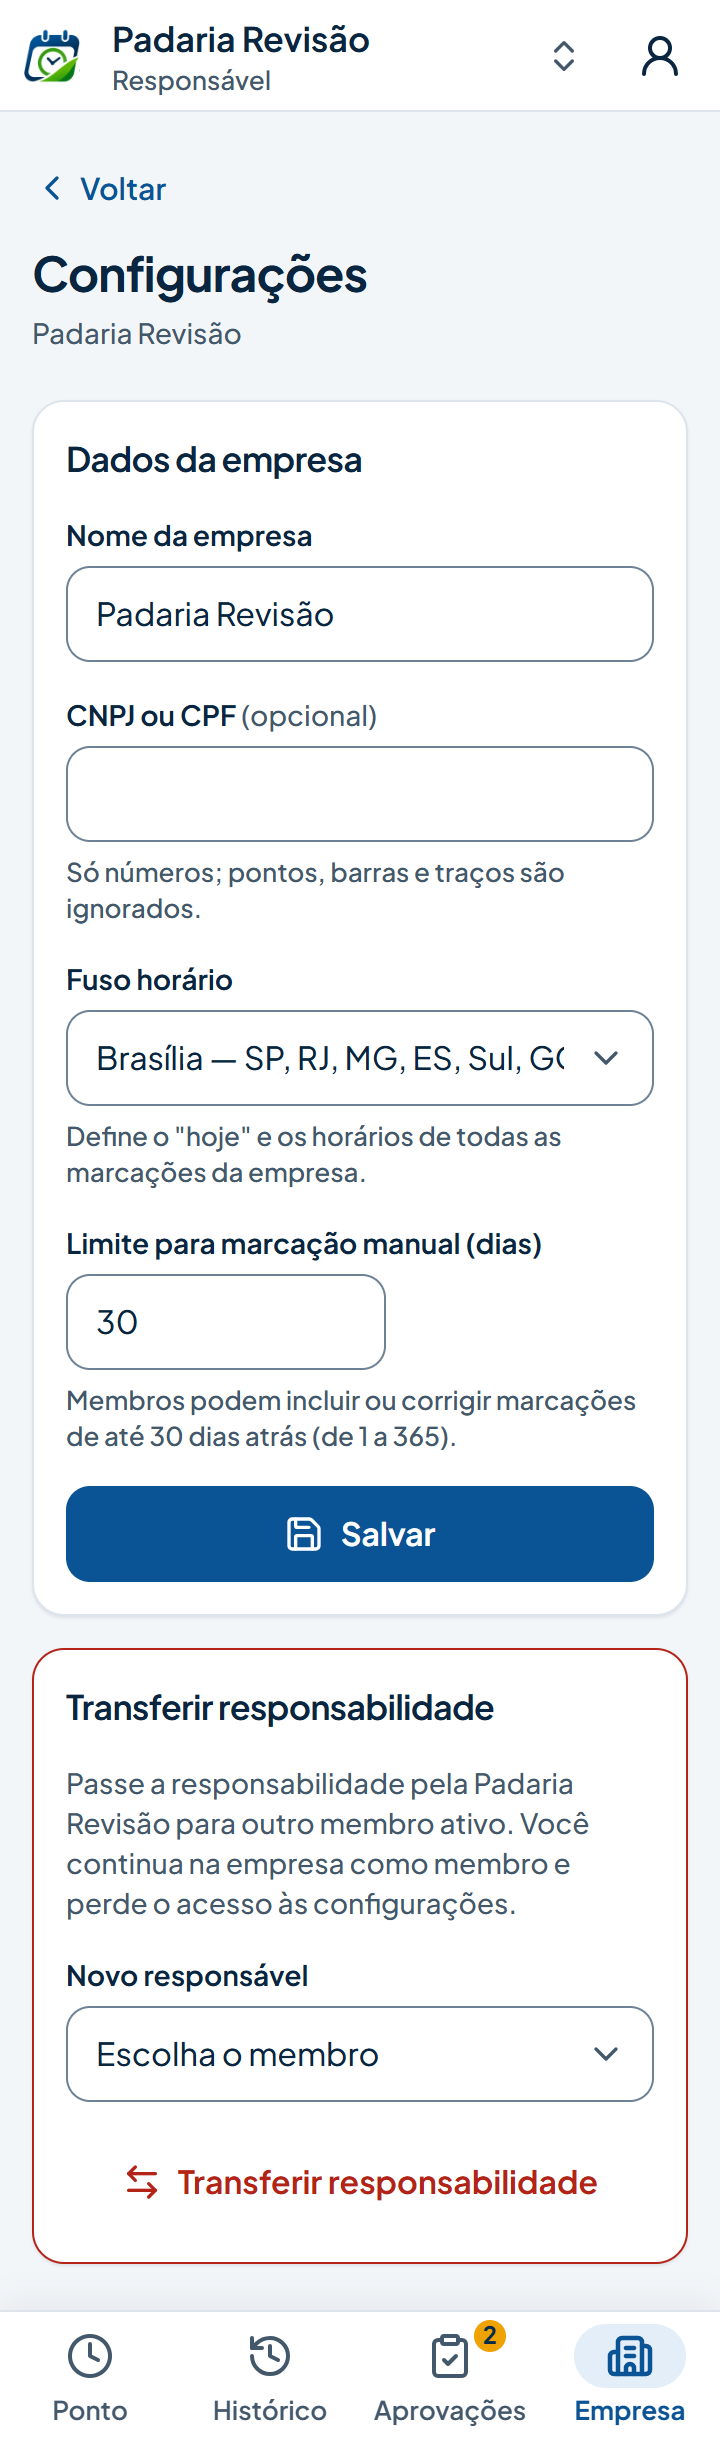 Padaria Revisão
Responsável
Voltar
Configurações
Padaria Revisão
Dados da empresa
Nome da empresa
Padaria Revisão
CNPJ ou CPF (opcional)
Só números; pontos, barras e traços são
ignorados.
Fuso horário
Brasília — SP, RJ, MG, ES, Sul, GO
Define o "hoje" e os horários de todas as
marcações da empresa.
Limite para marcação manual (dias)
30
Membros podem incluir ou corrigir marcações
de até 30 dias atrás (de 1 a 365).
Salvar
Transferir responsabilidade
Passe a responsabilidade pela Padaria
Revisão para outro membro ativo. Você
continua na empresa como membro e
perde o acesso às configurações.
Novo responsável
Escolha o membro
Transferir responsabilidade
2
Ponto
Histórico
Aprovações
Empresa